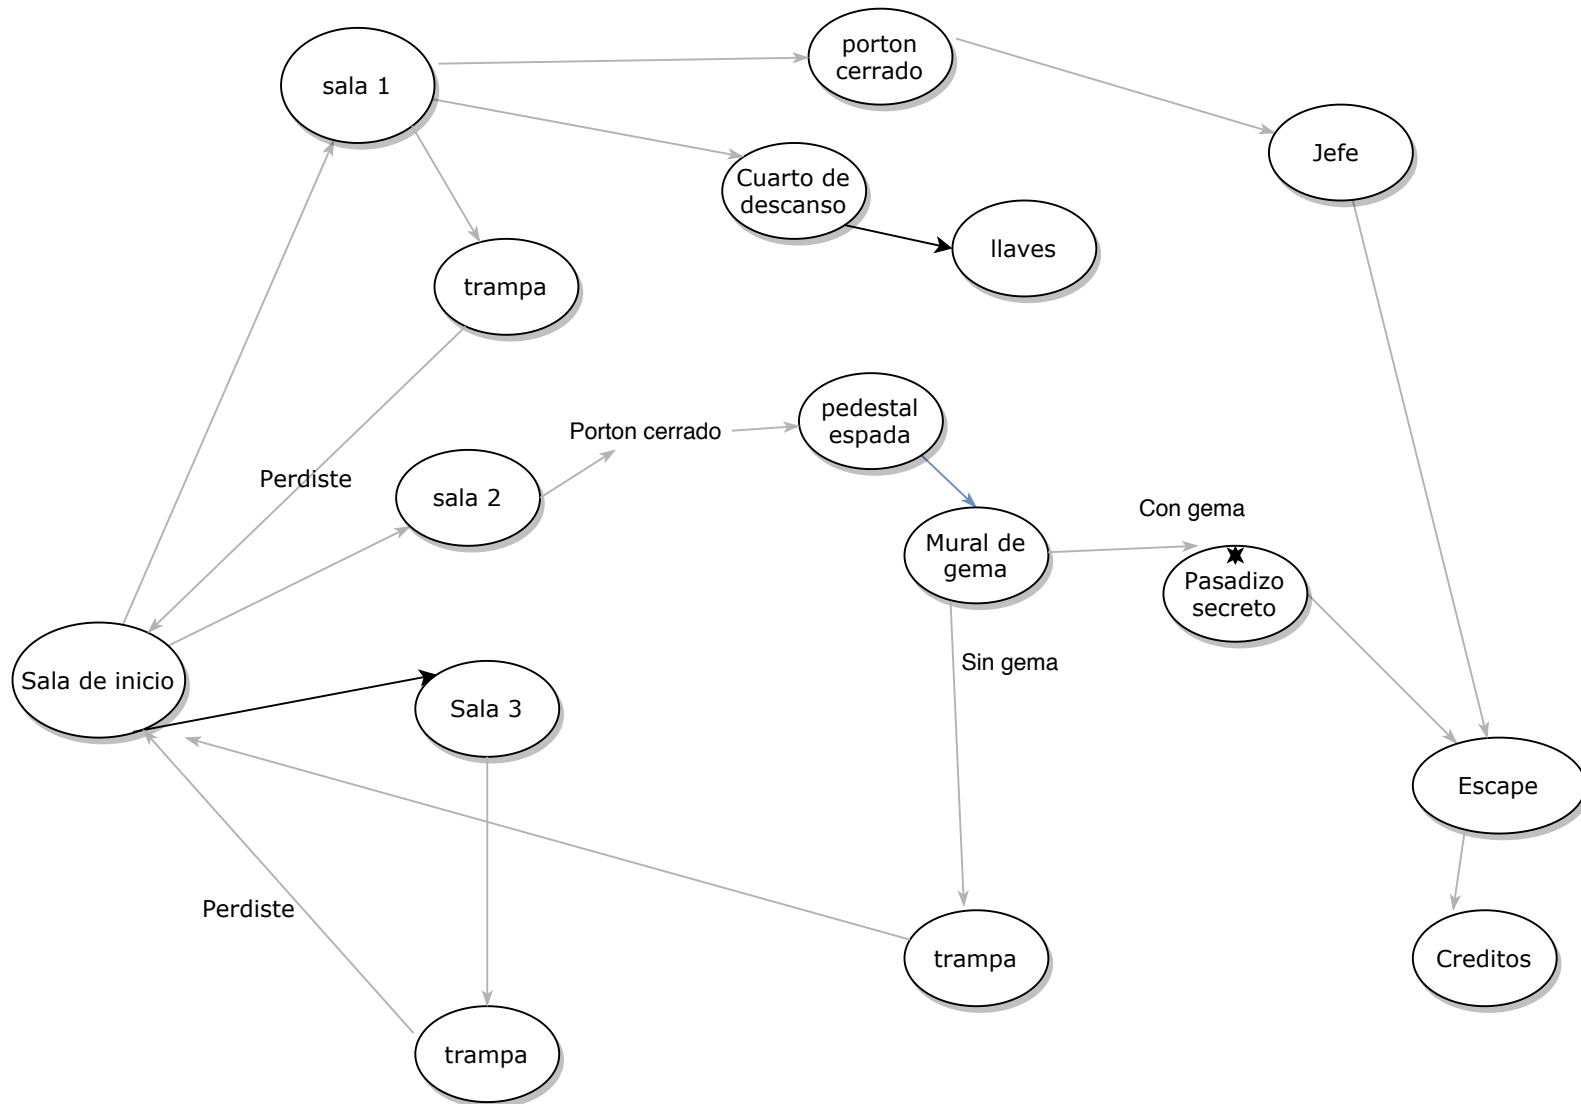 porton
cerrado
sala 1
Jefe
Cuarto de
descanso
llaves
trampa
pedestal
espada
Porton cerrado
Perdiste
sala 2
Con gema
Mural de
gema
Pasadizo
secreto
Sin gema
Sala de inicio
Sala 3
Escape
Perdiste
trampa
Creditos
trampa